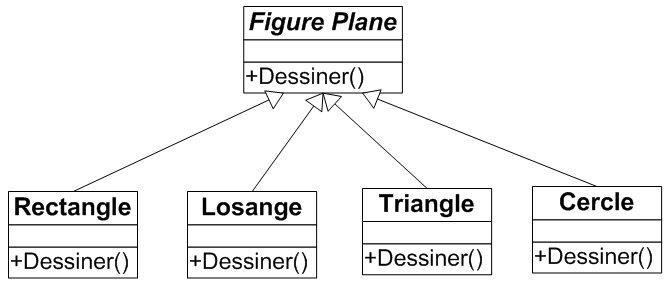 Figure Plane
+Dessiner()
Rectangle
+Dessiner()
Losange
+Dessiner()
Triangle
+Dessiner()
Cercle
+Dessiner()